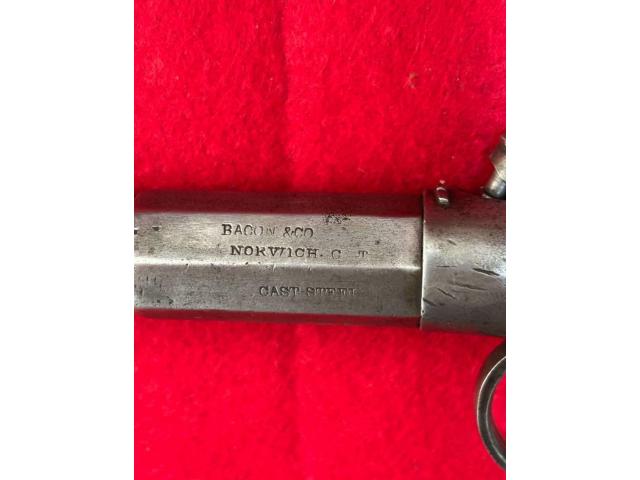 BACON & CO
NORWICH. C T
CAST STEEL